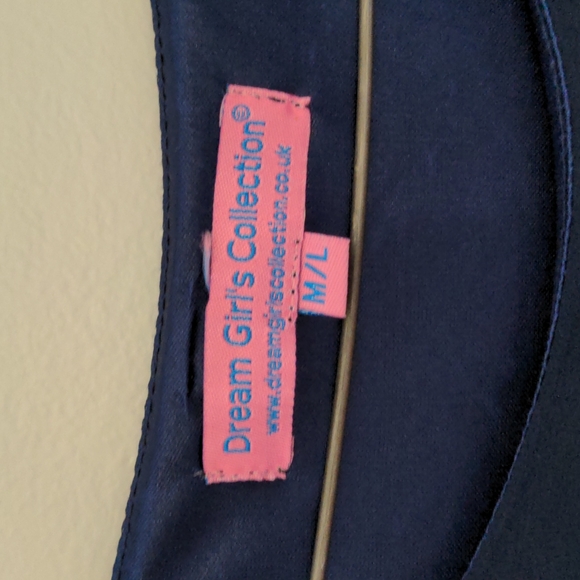 Dream Girl's Collection©
www.dreamgirlscollection.co.uk
M/L